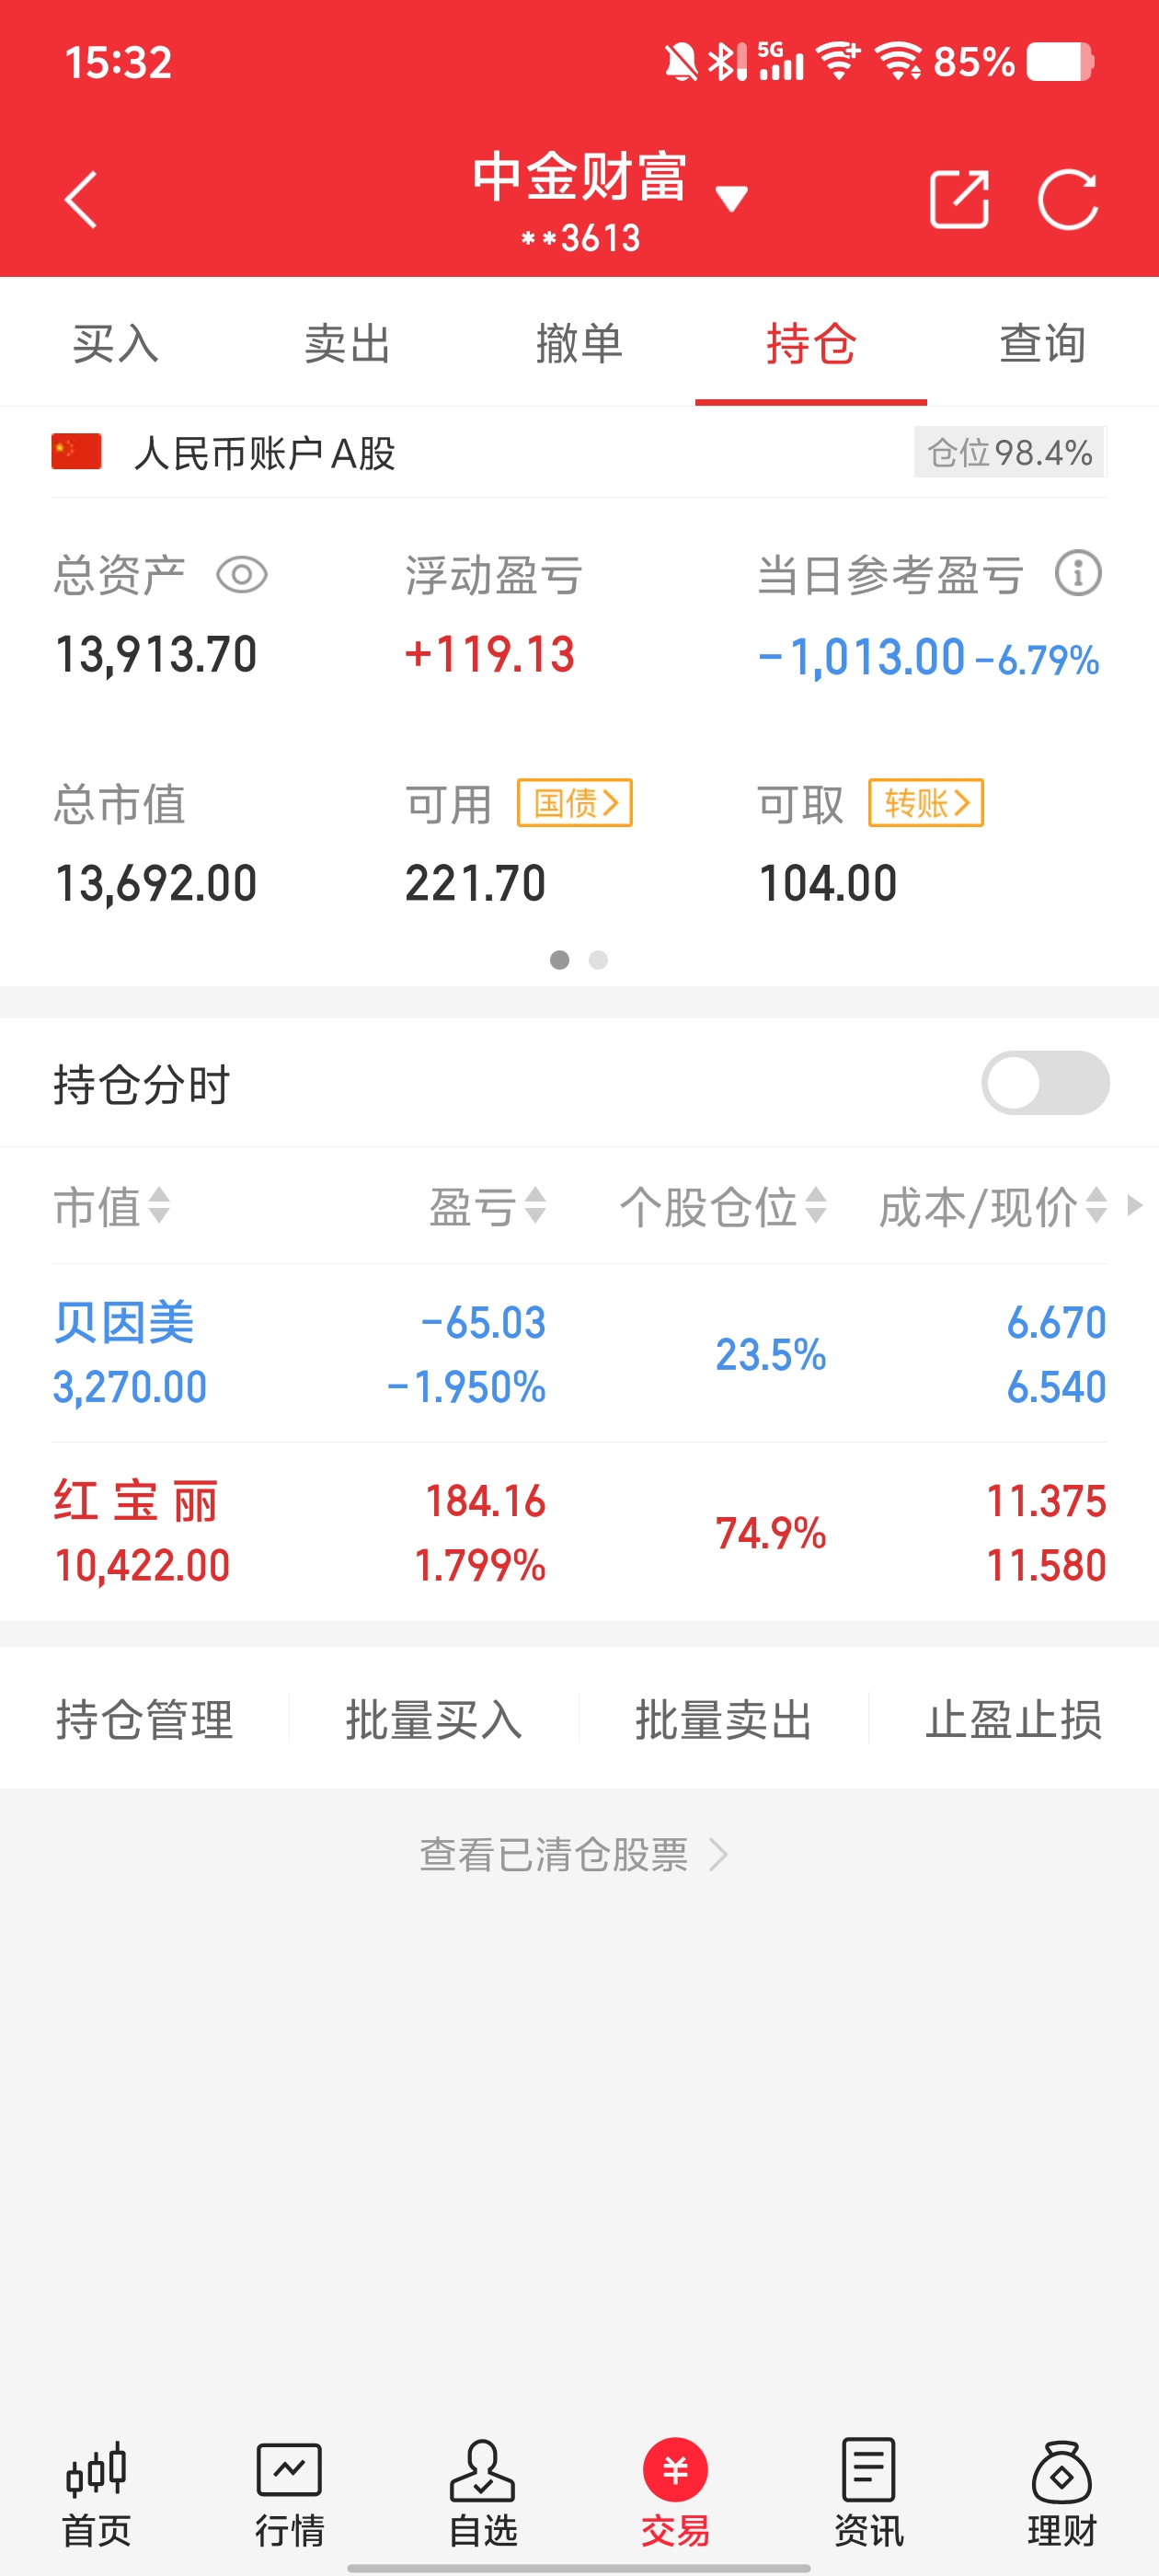 15:32 5G 85%
中金财富
**3613
买入 卖出 撤单 持仓 查询
人民币账户A股 仓位98.4%
总资产 浮动盈亏 当日参考盈亏
13,913.70 +119.13 -1,013.00 -6.79%
总市值 可用 国债 可取 转账
13,692.00 221.70 104.00
持仓分时
市值 盈亏 个股仓位 成本/现价
贝因美 -65.03 23.5% 6.670
3,270.00 -1.950% 6.540
红宝丽 184.16 74.9% 11.375
10,422.00 1.799% 11.580
持仓管理 批量买入 批量卖出 止盈止损
查看已清仓股票
首页 行情 自选 交易 资讯 理财